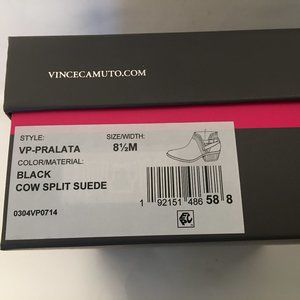 VINCECAMUTO.COM
STYLE: SIZE/WIDTH:
VP-PRALATA 8½M
COLOR/MATERIAL:
BLACK
COW SPLIT SUEDE
1 92151 486 58 8
0304VP0714